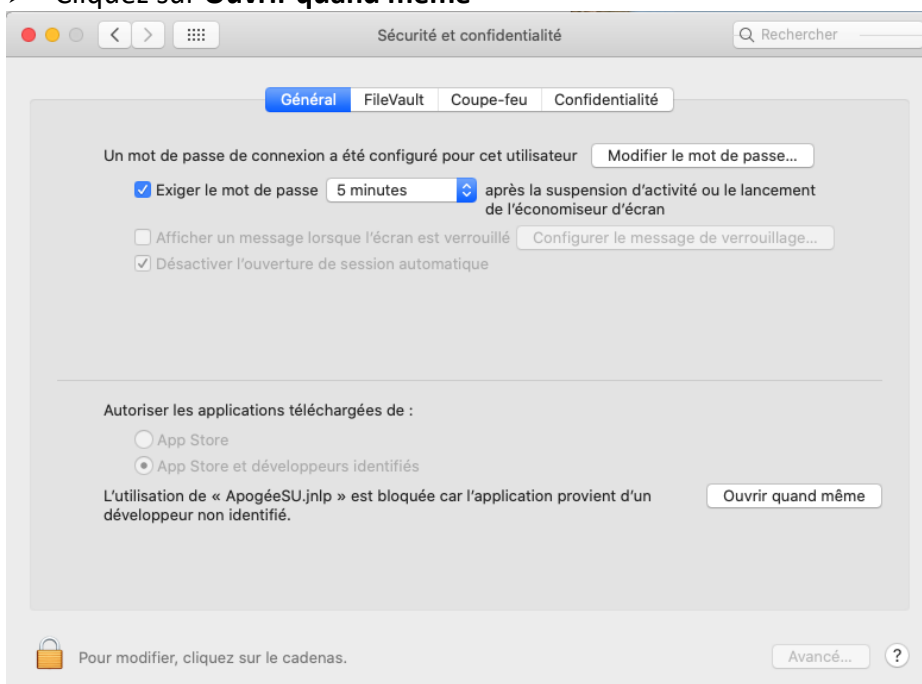 Cliquez sur Ouvrir quand même
Sécurité et confidentialité
Rechercher
Général FileVault Coupe-feu Confidentialité
Un mot de passe de connexion a été configuré pour cet utilisateur Modifier le mot de passe...
Exiger le mot de passe 5 minutes après la suspension d'activité ou le lancement
de l'économiseur d'écran
Afficher un message lorsque l'écran est verrouillé Configurer le message de verrouillage...
Désactiver l'ouverture de session automatique
Autoriser les applications téléchargées de :
App Store
App Store et développeurs identifiés
L'utilisation de « ApogéeSU.jnlp » est bloquée car l'application provient d'un
développeur non identifié.
Ouvrir quand même
Pour modifier, cliquez sur le cadenas.
Avancé... ?